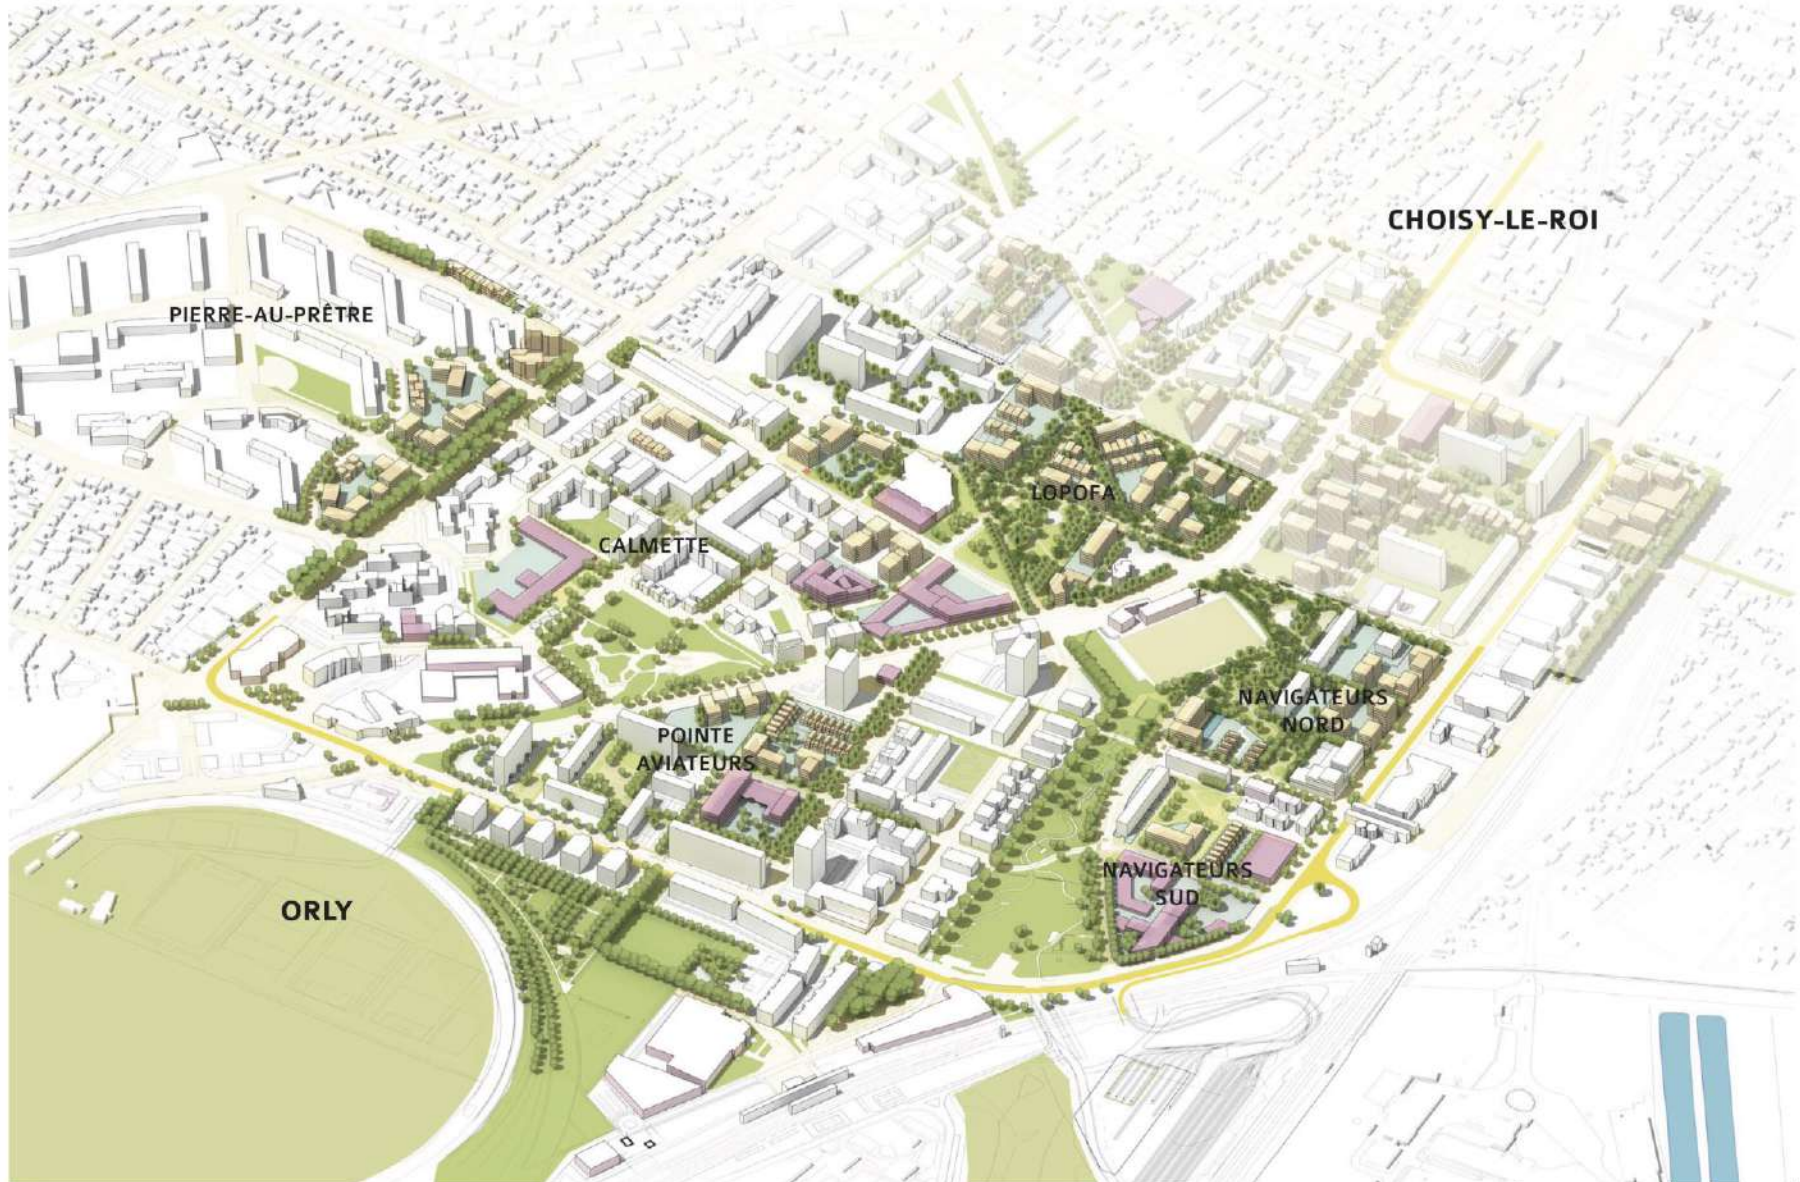 CHOISY-LE-ROI
PIERRE-AU-PRÊTRE
LOPOFA
CALMETTE
NAVIGATEURS
NORD
POINTE
AVIATEURS
NAVIGATEURS
SUD
ORLY